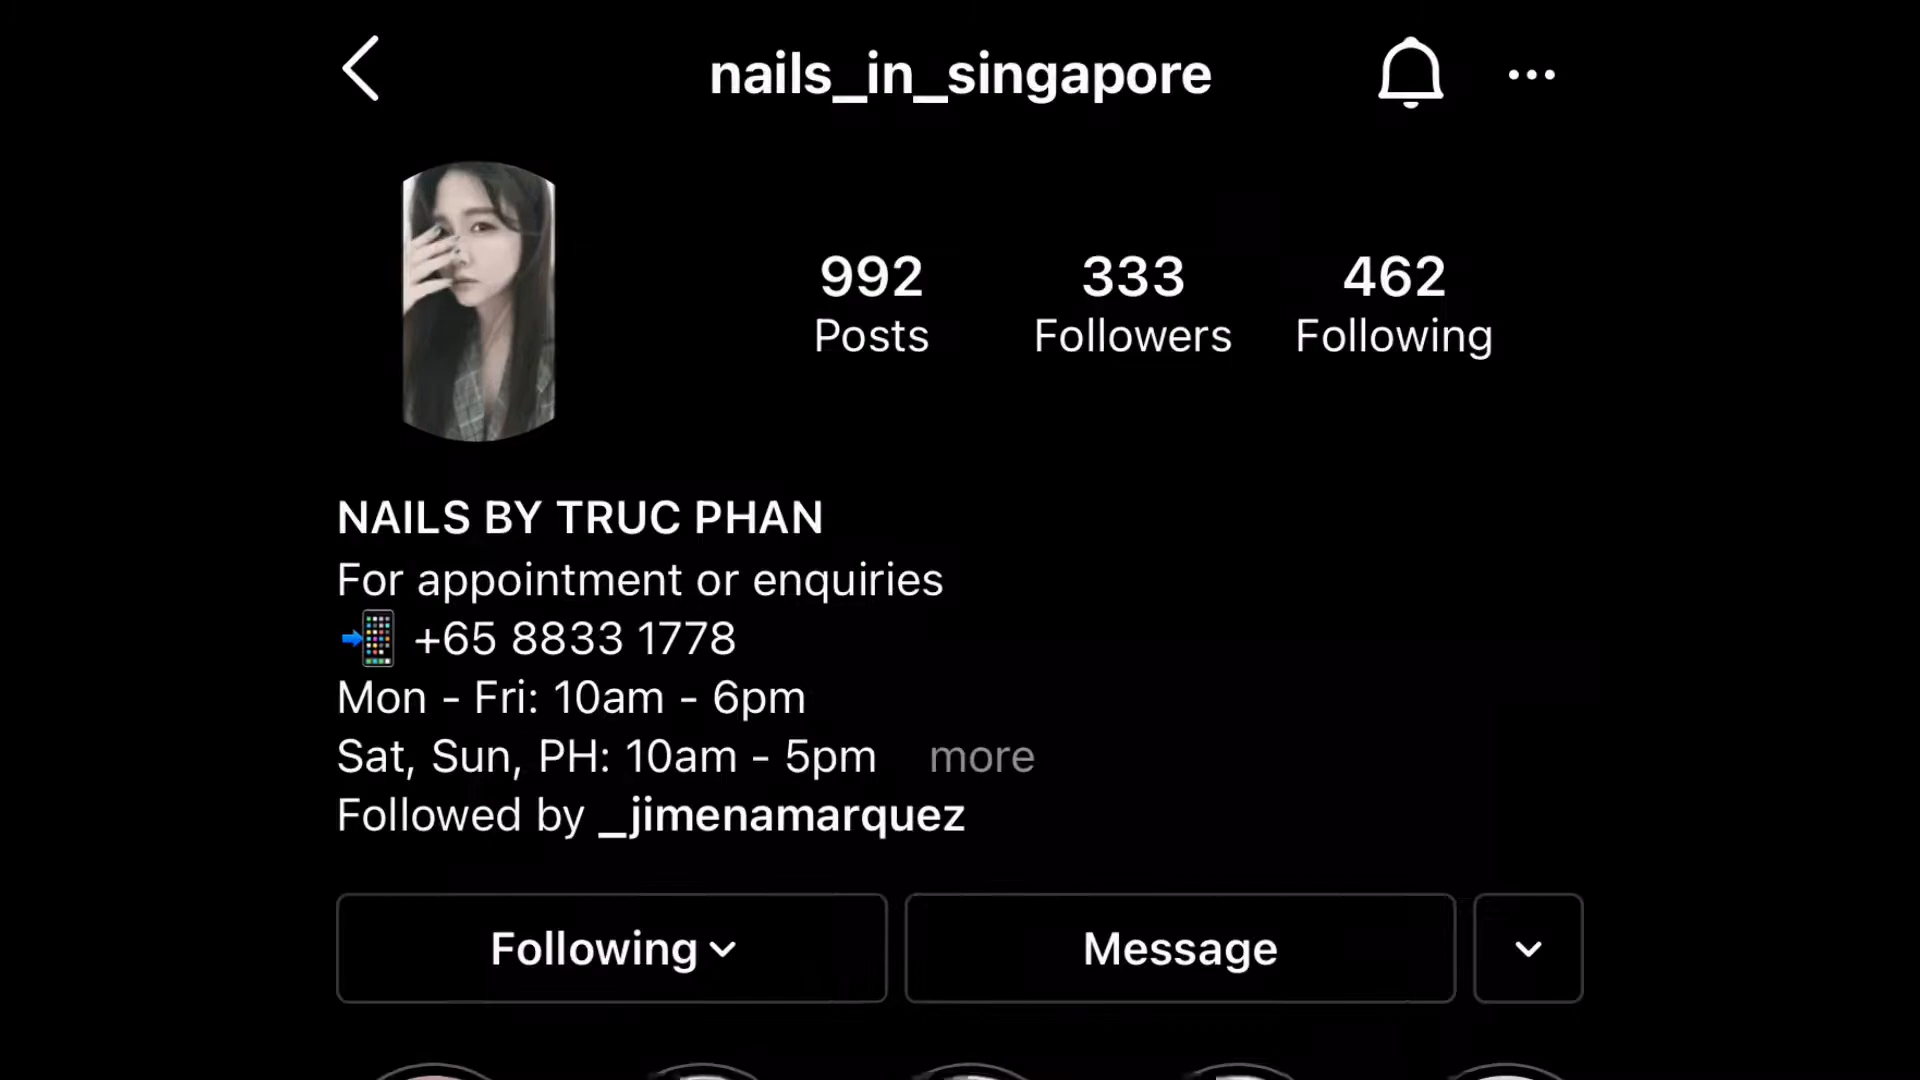 nails_in_singapore
992
Posts
333
Followers
462
Following
NAILS BY TRUC PHAN
For appointment or enquiries
📲 +65 8833 1778
Mon - Fri: 10am - 6pm
Sat, Sun, PH: 10am - 5pm more
Followed by _jimenamarquez
Following
Message